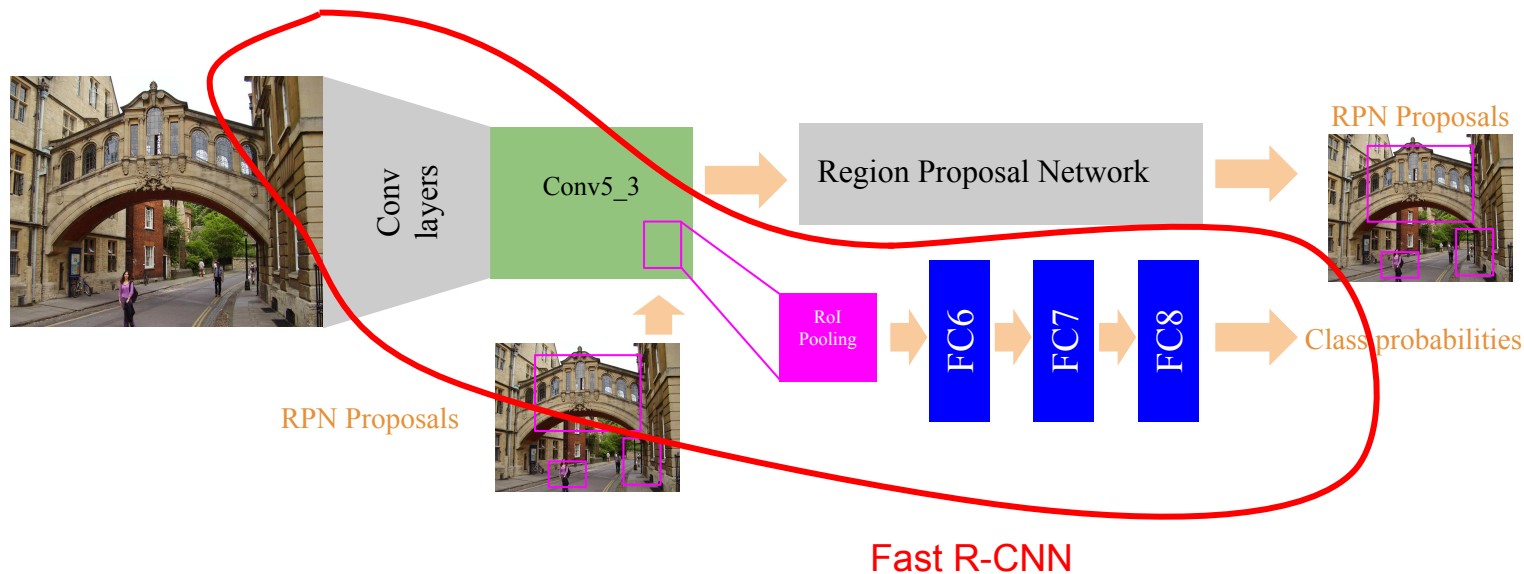 RPN Proposals
Conv
layers
Conv5_3
Region Proposal Network
RoI
Pooling
FC6
FC7
FC8
Class probabilities
RPN Proposals
Fast R-CNN